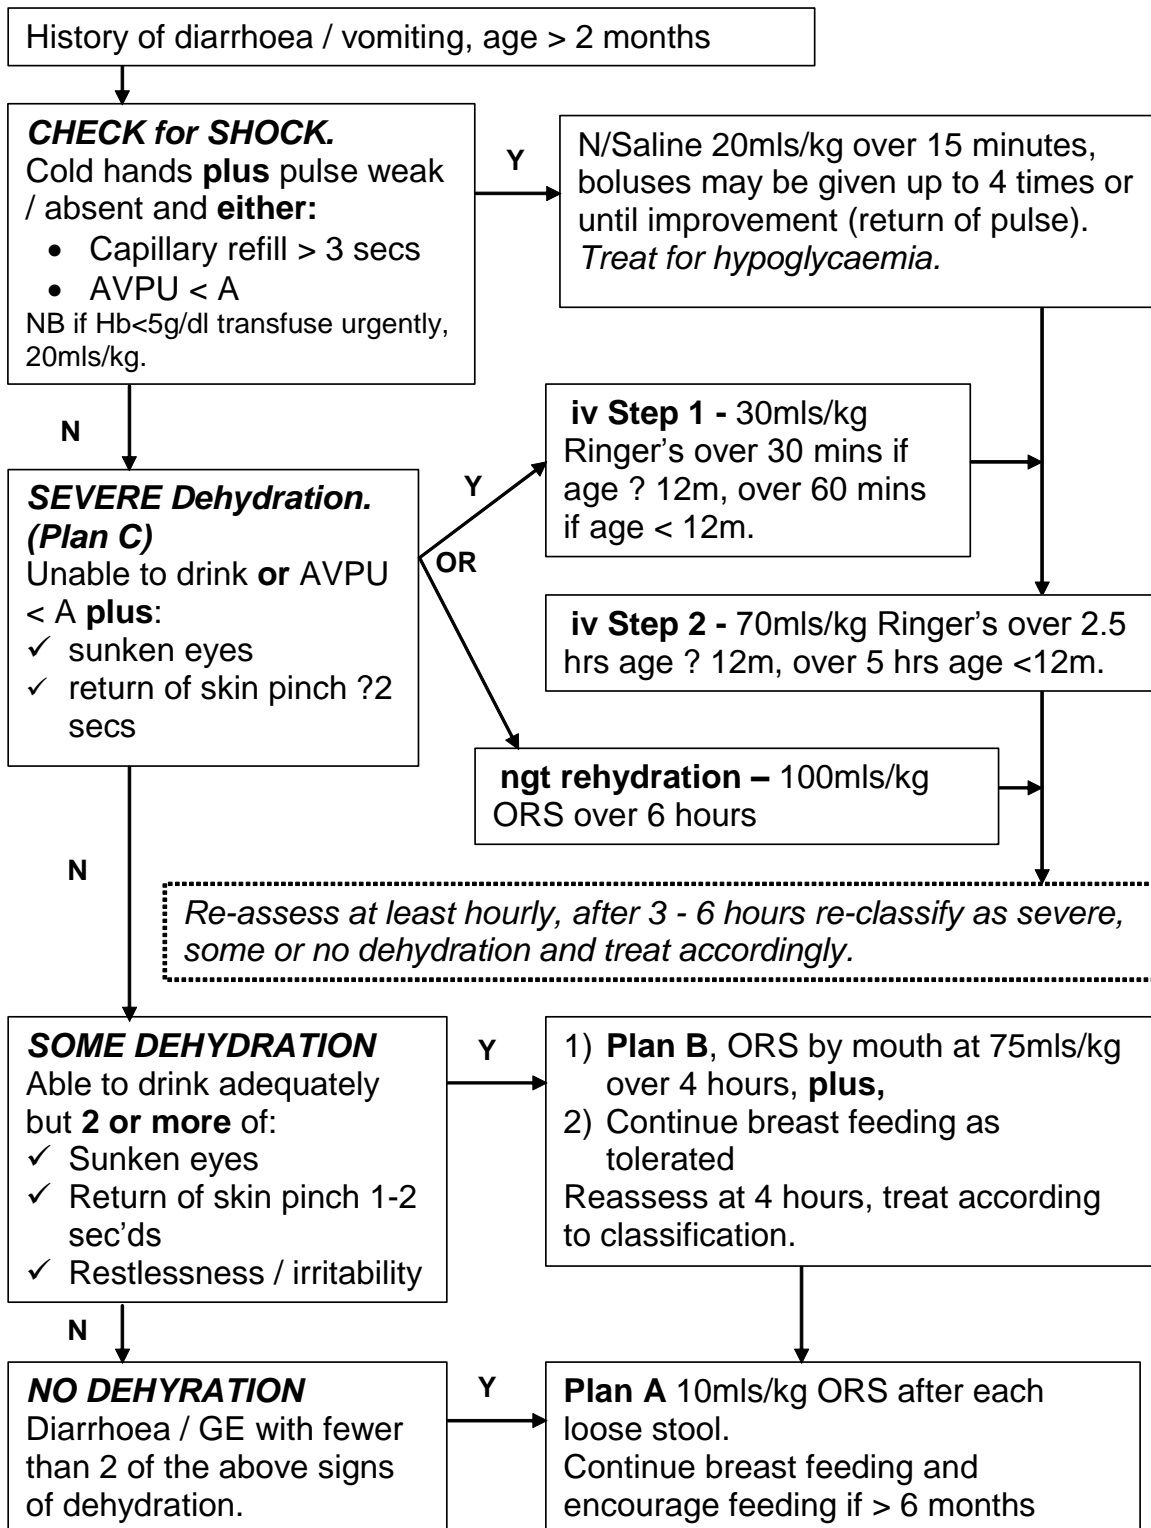 History of diarrhoea / vomiting, age > 2 months
CHECK for SHOCK.
Cold hands plus pulse weak
/ absent and either:
• Capillary refill > 3 secs
• AVPU < A
NB if Hb<5g/dl transfuse urgently,
20mls/kg.
Y
N/Saline 20mls/kg over 15 minutes,
boluses may be given up to 4 times or
until improvement (return of pulse).
Treat for hypoglycaemia.
N
SEVERE Dehydration.
(Plan C)
Unable to drink or AVPU
< A plus:
✓ sunken eyes
✓ return of skin pinch ?2
secs
Y
OR
iv Step 1 - 30mls/kg
Ringer's over 30 mins if
age ? 12m, over 60 mins
if age < 12m.
iv Step 2 - 70mls/kg Ringer's over 2.5
hrs age ? 12m, over 5 hrs age <12m.
ngt rehydration – 100mls/kg
ORS over 6 hours
N
Re-assess at least hourly, after 3 - 6 hours re-classify as severe,
some or no dehydration and treat accordingly.
SOME DEHYDRATION
Able to drink adequately
but 2 or more of:
✓ Sunken eyes
✓ Return of skin pinch 1-2
sec'ds
✓ Restlessness / irritability
Y
1) Plan B, ORS by mouth at 75mls/kg
over 4 hours, plus,
2) Continue breast feeding as
tolerated
Reassess at 4 hours, treat according
to classification.
N
NO DEHYRATION
Diarrhoea / GE with fewer
than 2 of the above signs
of dehydration.
Y
Plan A 10mls/kg ORS after each
loose stool.
Continue breast feeding and
encourage feeding if > 6 months